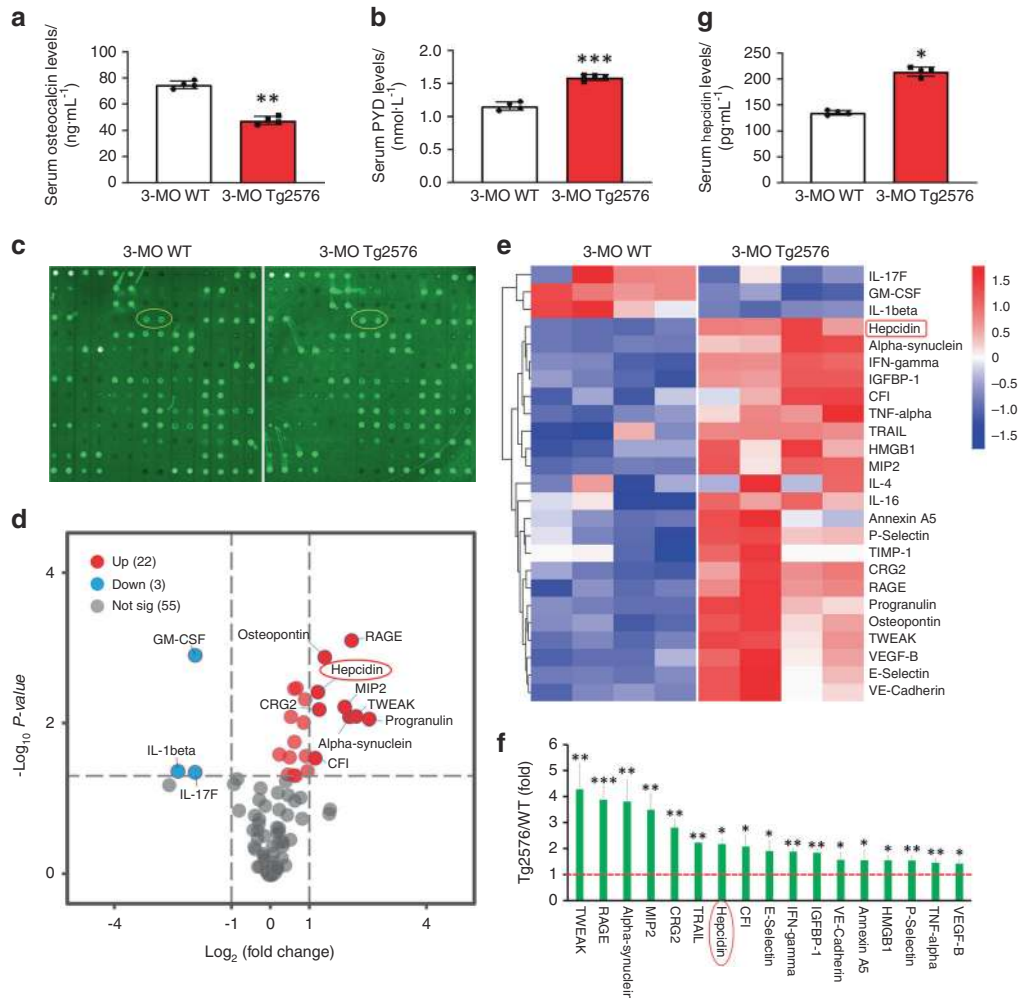 a
Serum osteocalcin levels/
(ng·mL⁻¹)
100
80
60
40
20
0
**
3-MO WT
3-MO Tg2576
b
Serum PYD levels/
(nmol·L⁻¹)
2.0
1.5
1.0
0.5
0.0
***
3-MO WT
3-MO Tg2576
g
Serum hepcidin levels/
(pg·mL⁻¹)
250
200
150
100
50
0
*
3-MO WT
3-MO Tg2576
c
3-MO WT
3-MO Tg2576
d
-Log₁₀ P-value
4
2
0
Up (22)
Down (3)
Not sig (55)
GM-CSF
Osteopontin
RAGE
Hepcidin
MIP2
CRG2
TWEAK
Progranulin
Alpha-synuclein
CFI
IL-1beta
IL-17F
-4
-1
0
1
4
Log₂ (fold change)
e
3-MO WT
3-MO Tg2576
IL-17F
GM-CSF
IL-1beta
Hepcidin
Alpha-synuclein
IFN-gamma
IGFBP-1
CFI
TNF-alpha
TRAIL
HMGB1
MIP2
IL-4
IL-16
Annexin A5
P-Selectin
TIMP-1
CRG2
RAGE
Progranulin
Osteopontin
TWEAK
VEGF-B
E-Selectin
VE-Cadherin
1.5
1.0
0.5
0
−0.5
−1.0
−1.5
f
Tg2576/WT (fold)
6
5
4
3
2
1
0
**
***
**
**
**
**
*
*
*
**
**
*
*
*
**
**
*
TWEAK
RAGE
Alpha-synuclein
MIP2
CRG2
TRAIL
Hepcidin
CFI
E-Selectin
IFN-gamma
IGFBP-1
VE-Cadherin
Annexin A5
HMGB1
P-Selectin
TNF-alpha
VEGF-B